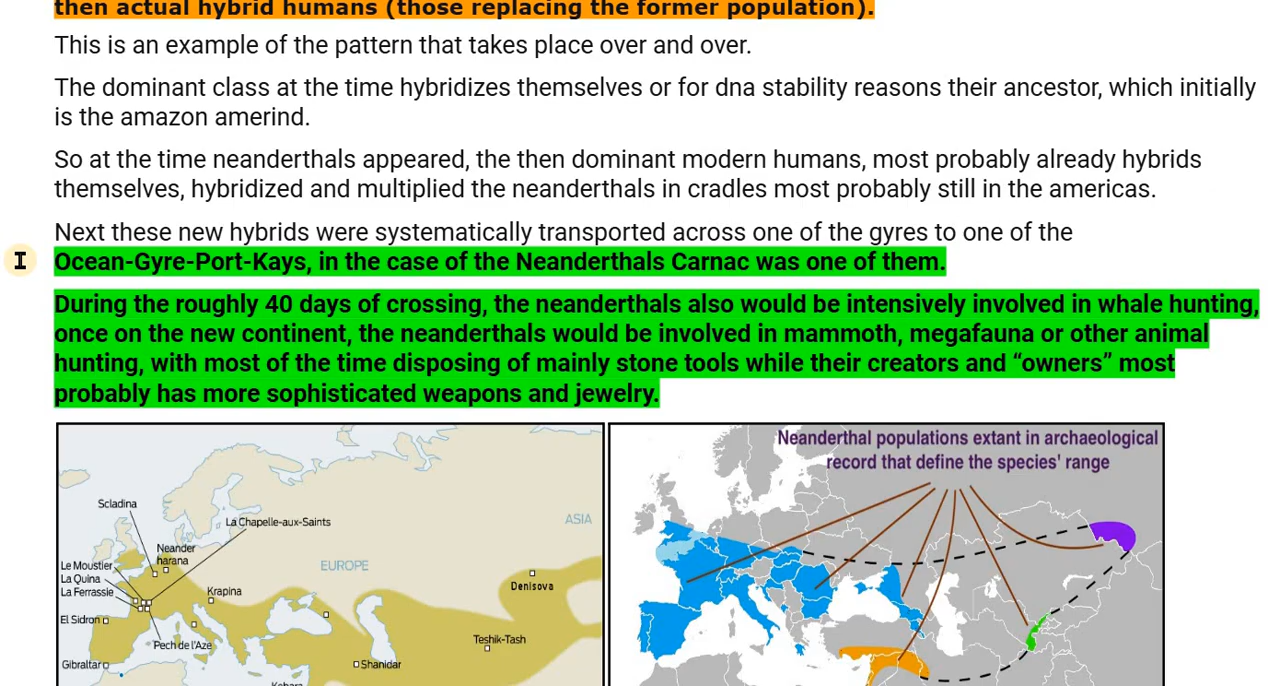 then actual hybrid humans (those replacing the former population).
This is an example of the pattern that takes place over and over.
The dominant class at the time hybridizes themselves or for dna stability reasons their ancestor, which initially
is the amazon amerind.
So at the time neanderthals appeared, the then dominant modern humans, most probably already hybrids
themselves, hybridized and multiplied the neanderthals in cradles most probably still in the americas.
Next these new hybrids were systematically transported across one of the gyres to one of the
I
Ocean-Gyre-Port-Kays, in the case of the Neanderthals Carnac was one of them.
During the roughly 40 days of crossing, the neanderthals also would be intensively involved in whale hunting,
once on the new continent, the neanderthals would be involved in mammoth, megafauna or other animal
hunting, with most of the time disposing of mainly stone tools while their creators and “owners” most
probably has more sophisticated weapons and jewelry.
Scladina
La Chapelle-aux-Saints
ASIA
Neander
harana
Le Moustier
La Quina
La Ferrassie
EUROPE
Krapina
Denisova
El Sidron
Pech de l'Aze
Teshik-Tash
Gibraltar
Shanidar
Kebara
Neanderthal populations extant in archaeological
record that define the species' range